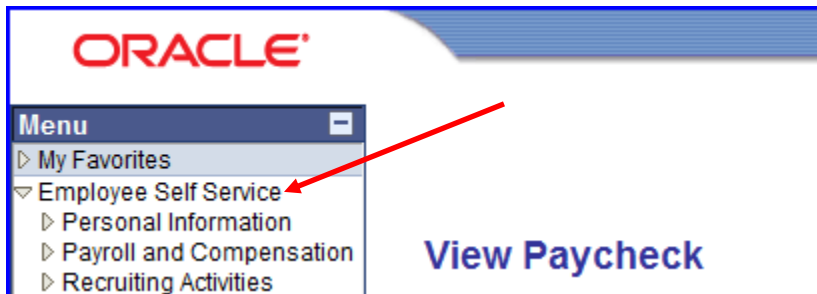 ORACLE
Menu
My Favorites
Employee Self Service
Personal Information
Payroll and Compensation
Recruiting Activities
View Paycheck